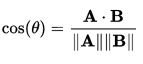 cos(θ) = A · B / ‖A‖‖B‖